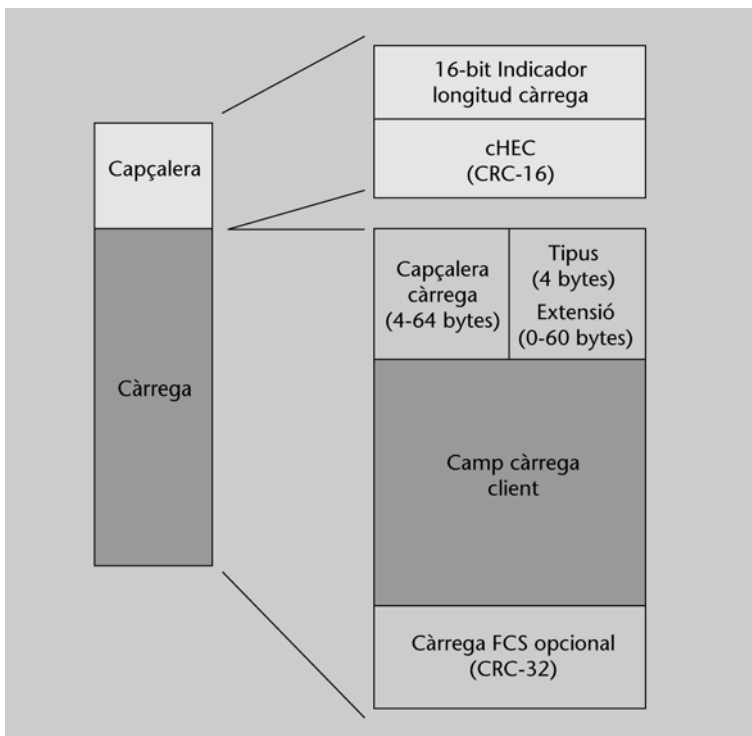 Capçalera
Càrrega
16-bit Indicador
longitud càrrega
cHEC
(CRC-16)
Capçalera
càrrega
(4-64 bytes)
Tipus
(4 bytes)
Extensió
(0-60 bytes)
Camp càrrega
client
Càrrega FCS opcional
(CRC-32)